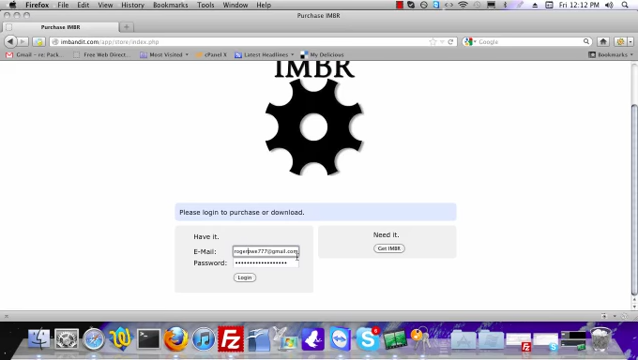 Firefox File Edit View History Bookmarks Tools Window Help
Fri 12:12 PM
Purchase IMBR
Purchase IMBR
imbandit.com/app/store/index.php
Google
Gmail - re: Pack...
Free Web Direct...
Most Visited
cPanel X
Latest Headlines
My Delicious
Bookmarks
IMBR
Please login to purchase or download.
Have it.
Need it.
E-Mail:
Get IMBR
Password:
Login